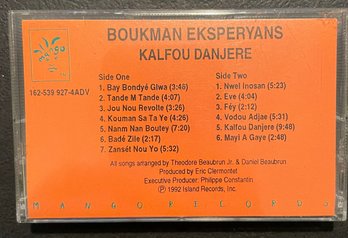 BOUKMAN EKSPERYANS
KALFOU DANJERE
mango
162-539 927-4ADV
Side One
1. Bay Bondyé Glwa (3:46)
2. Tande M Tande (4:07)
3. Jou Nou Revolte (3:21)
4. Kouman Sa Ta Ye (4:26)
5. Nanm Nan Boutey (7:20)
6. Badé Zile (2:17)
7. Zansét Nou Yo (5:32)
Side Two
1. Nwel Inosan (5:23)
2. Eve (4:04)
3. Féy (2:12)
4. Vodou Adjae (5:31)
5. Kalfou Danjere (9:48)
6. Mayi A Gaye (2:48)
All songs arranged by Theodore Beaubrun Jr. & Daniel Beaubrun
Produced by Eric Clermontet
Executive Producer: Philippe Constantin
℗ 1992 Island Records, Inc.
MANGO RECORDS